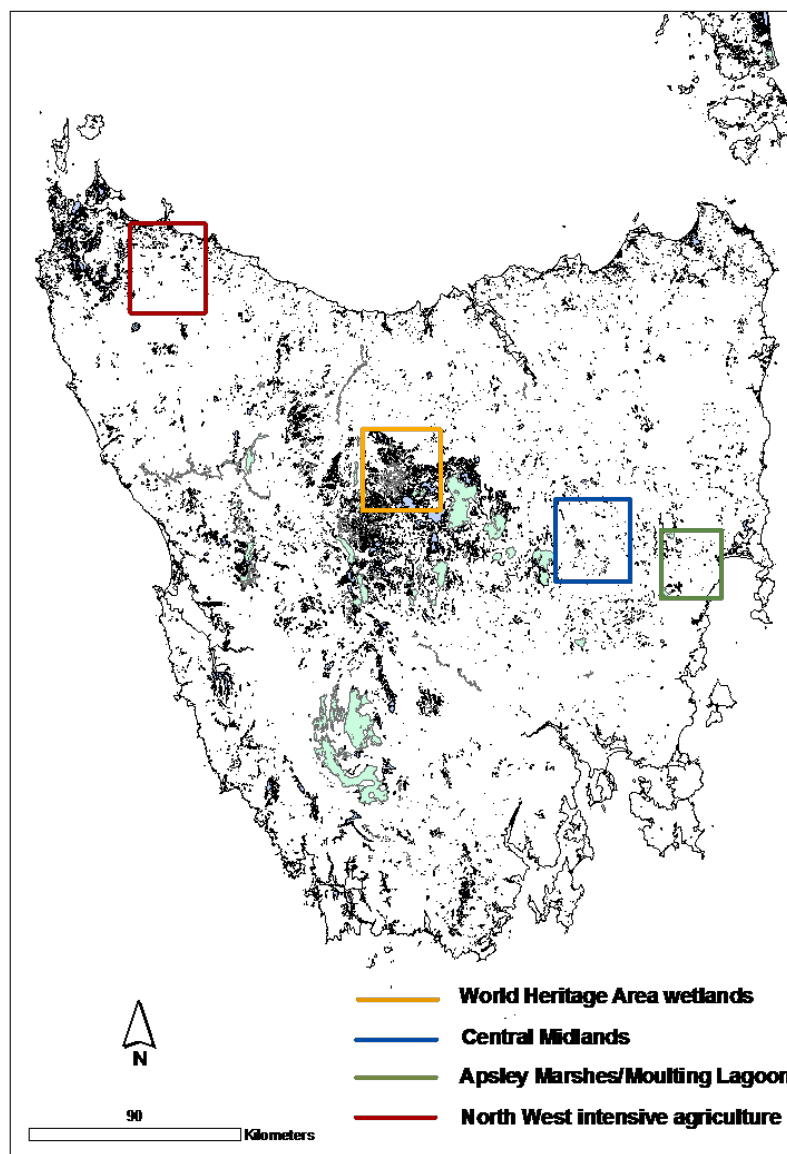 World Heritage Area wetlands
Central Midlands
Apsley Marshes/Moulting Lagoon
North West intensive agriculture
N
90
Kilometers